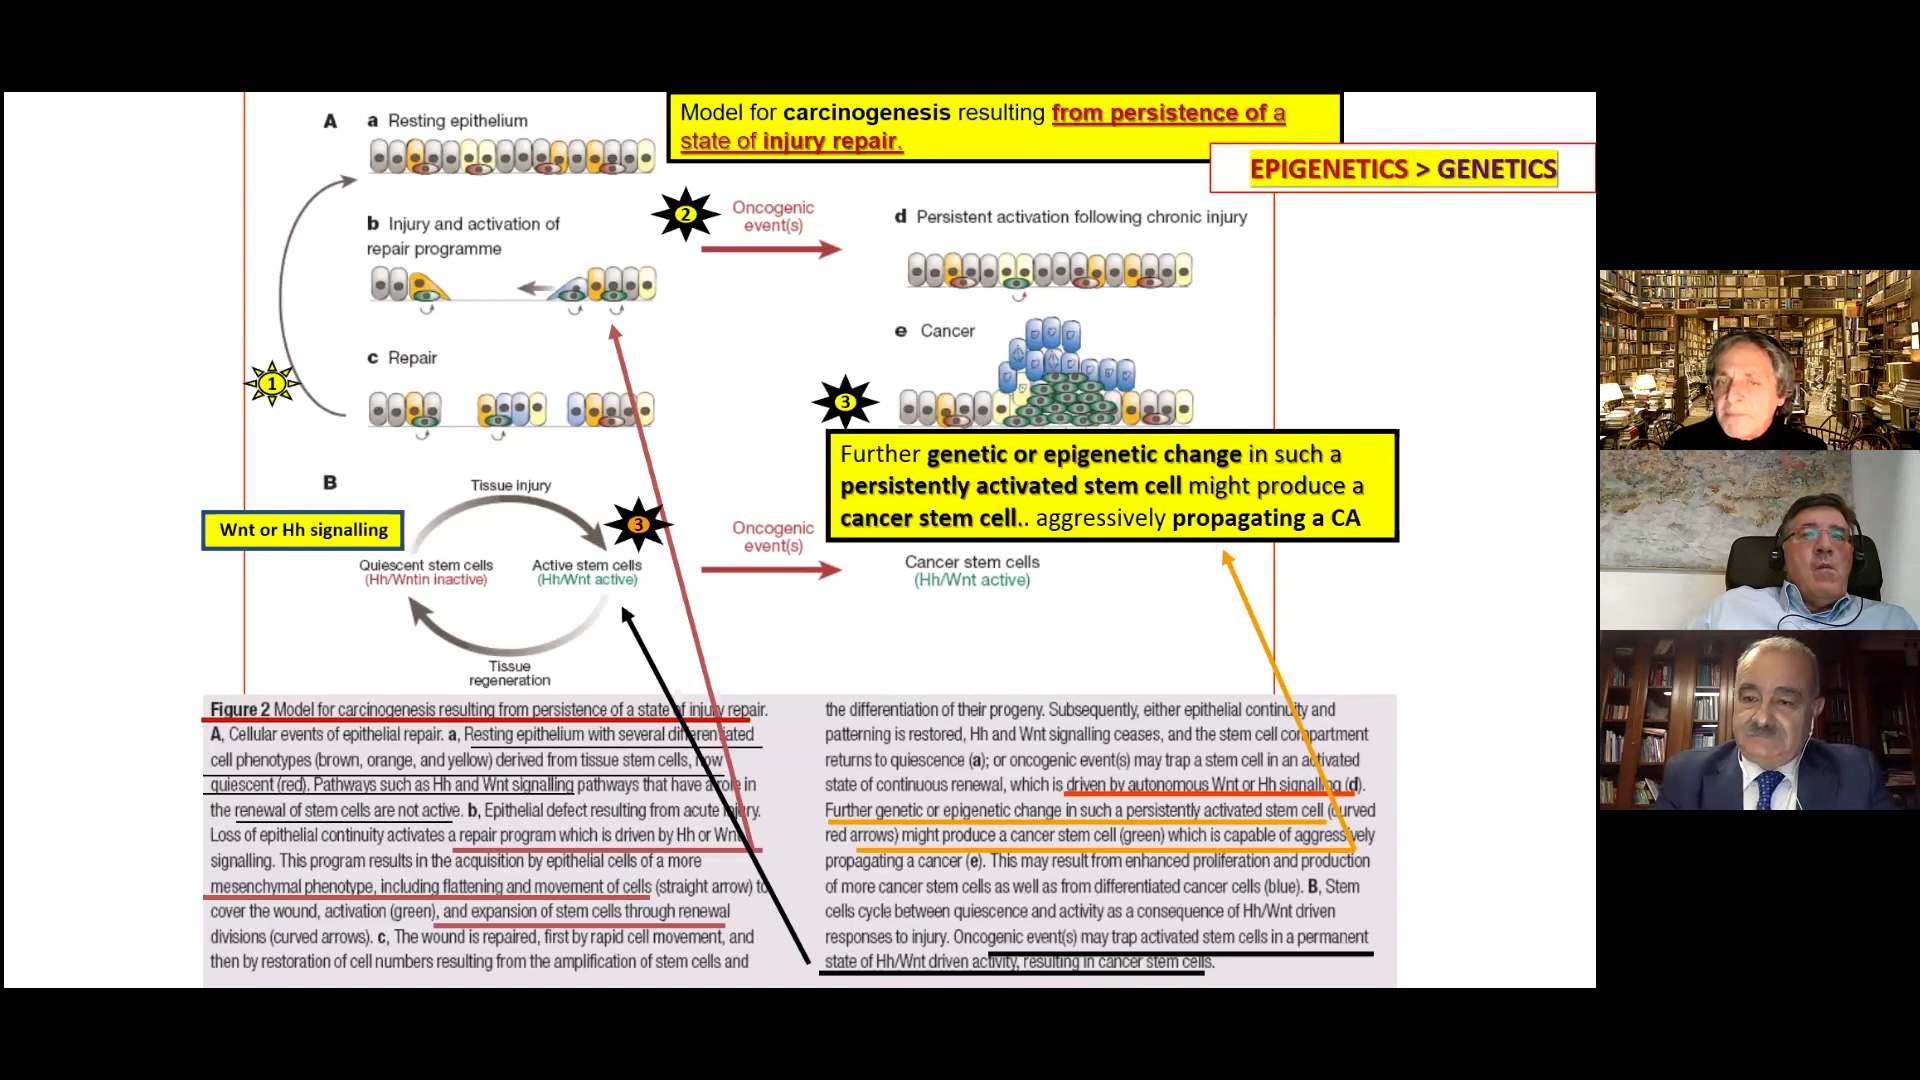 Model for carcinogenesis resulting from persistence of a
state of injury repair.
EPIGENETICS > GENETICS
A
a Resting epithelium
b Injury and activation of
repair programme
c Repair
1
2
Oncogenic
event(s)
d Persistent activation following chronic injury
e Cancer
3
Further genetic or epigenetic change in such a
persistently activated stem cell might produce a
cancer stem cell.. aggressively propagating a CA
B
Tissue injury
Wnt or Hh signalling
3
Quiescent stem cells
(Hh/Wntin inactive)
Active stem cells
(Hh/Wnt active)
Oncogenic
event(s)
Cancer stem cells
(Hh/Wnt active)
Tissue
regeneration
Figure 2 Model for carcinogenesis resulting from persistence of a state of injury repair.
A, Cellular events of epithelial repair. a, Resting epithelium with several differentiated
cell phenotypes (brown, orange, and yellow) derived from tissue stem cells, now
quiescent (red). Pathways such as Hh and Wnt signalling pathways that have a role in
the renewal of stem cells are not active. b, Epithelial defect resulting from acute injury.
Loss of epithelial continuity activates a repair program which is driven by Hh or Wnt
signalling. This program results in the acquisition by epithelial cells of a more
mesenchymal phenotype, including flattening and movement of cells (straight arrow) to
cover the wound, activation (green), and expansion of stem cells through renewal
divisions (curved arrows). c, The wound is repaired, first by rapid cell movement, and
then by restoration of cell numbers resulting from the amplification of stem cells and
the differentiation of their progeny. Subsequently, either epithelial continuity and
patterning is restored, Hh and Wnt signalling ceases, and the stem cell compartment
returns to quiescence (a); or oncogenic event(s) may trap a stem cell in an activated
state of continuous renewal, which is driven by autonomous Wnt or Hh signalling (d).
Further genetic or epigenetic change in such a persistently activated stem cell (curved
red arrows) might produce a cancer stem cell (green) which is capable of aggressively
propagating a cancer (e). This may result from enhanced proliferation and production
of more cancer stem cells as well as from differentiated cancer cells (blue). B, Stem
cells cycle between quiescence and activity as a consequence of Hh/Wnt driven
responses to injury. Oncogenic event(s) may trap activated stem cells in a permanent
state of Hh/Wnt driven activity, resulting in cancer stem cells.